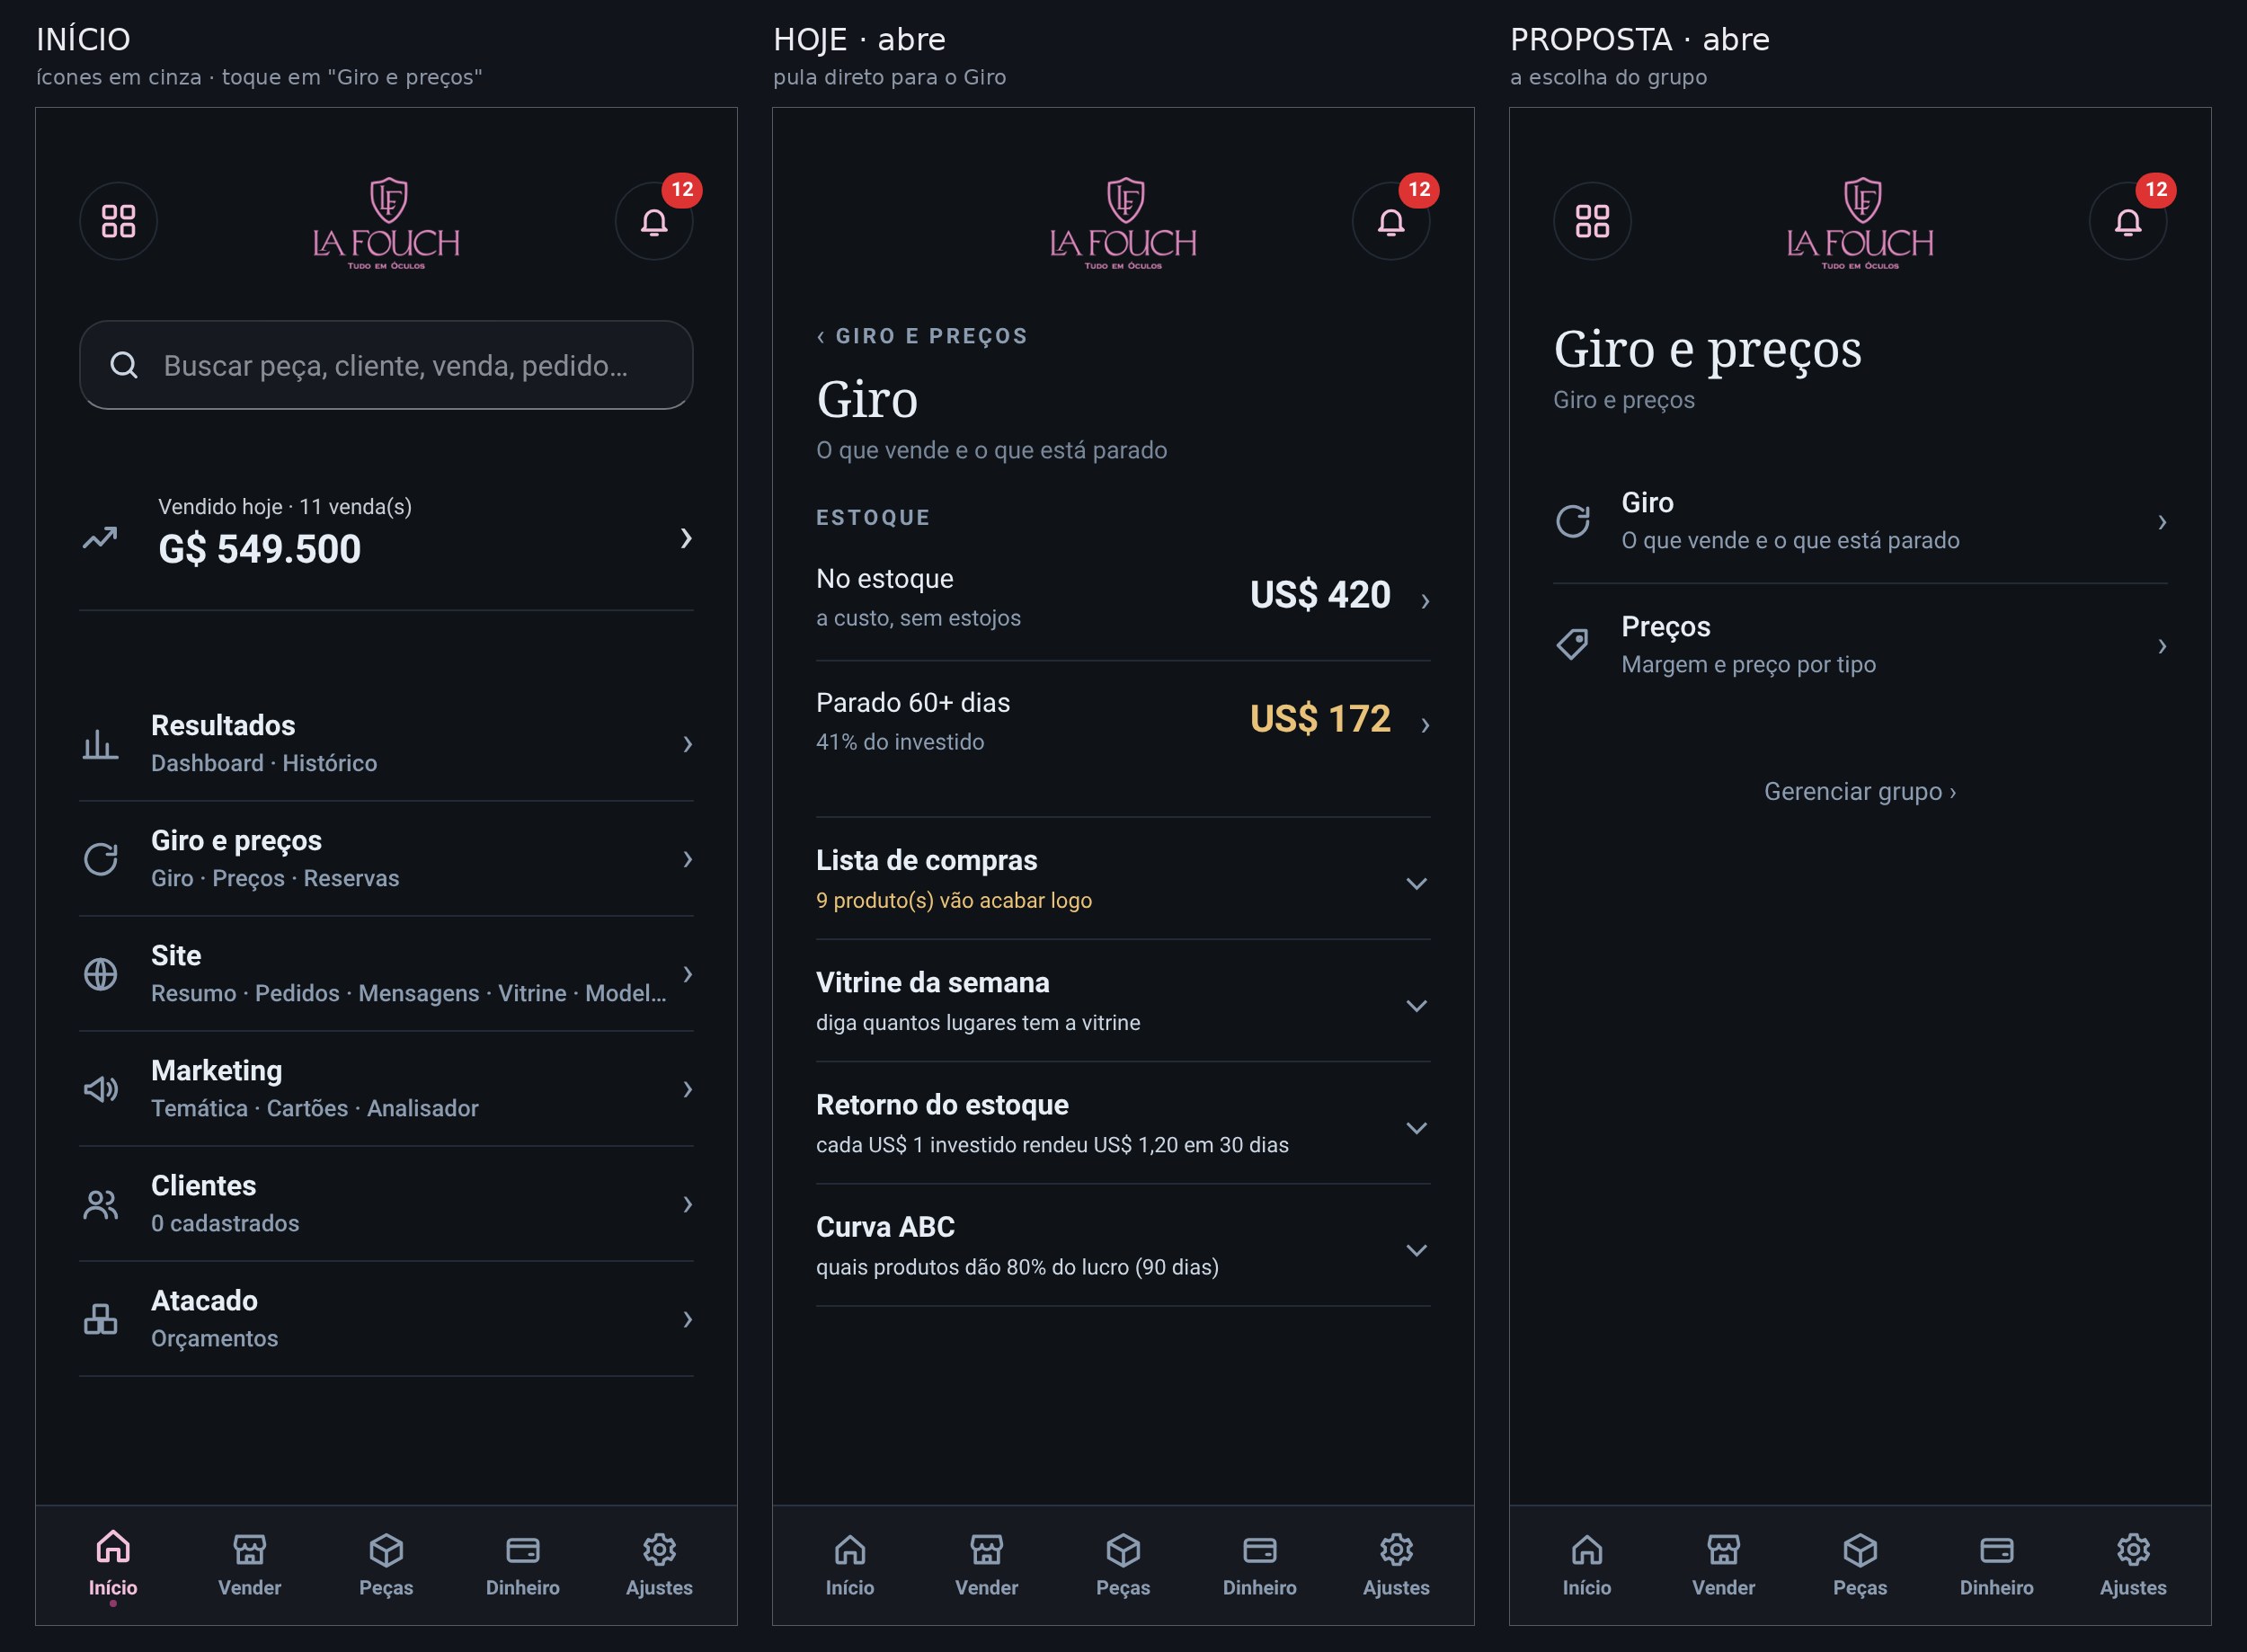 INÍCIO
ícones em cinza · toque em "Giro e preços"
12
LF
LA FOUCH
TUDO EM ÓCULOS
Buscar peça, cliente, venda, pedido...
Vendido hoje · 11 venda(s)
G$ 549.500
Resultados
Dashboard · Histórico
Giro e preços
Giro · Preços · Reservas
Site
Resumo · Pedidos · Mensagens · Vitrine · Model...
Marketing
Temática · Cartões · Analisador
Clientes
0 cadastrados
Atacado
Orçamentos
Início
Vender
Peças
Dinheiro
Ajustes
HOJE · abre
pula direto para o Giro
12
LF
LA FOUCH
TUDO EM ÓCULOS
‹ GIRO E PREÇOS
Giro
O que vende e o que está parado
ESTOQUE
No estoque
a custo, sem estojos
US$ 420
Parado 60+ dias
41% do investido
US$ 172
Lista de compras
9 produto(s) vão acabar logo
Vitrine da semana
diga quantos lugares tem a vitrine
Retorno do estoque
cada US$ 1 investido rendeu US$ 1,20 em 30 dias
Curva ABC
quais produtos dão 80% do lucro (90 dias)
Início
Vender
Peças
Dinheiro
Ajustes
PROPOSTA · abre
a escolha do grupo
12
LF
LA FOUCH
TUDO EM ÓCULOS
Giro e preços
Giro e preços
Giro
O que vende e o que está parado
Preços
Margem e preço por tipo
Gerenciar grupo ›
Início
Vender
Peças
Dinheiro
Ajustes